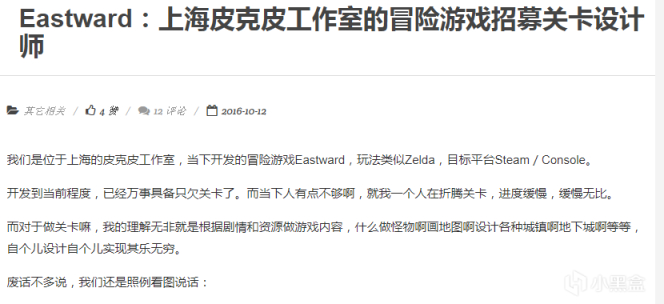 Eastward：上海皮克皮工作室的冒险游戏招募关卡设计
师
其它相关 / 4 赞 / 12 评论 / 2016-10-12
我们是位于上海的皮克皮工作室，当下开发的冒险游戏Eastward，玩法类似Zelda，目标平台Steam / Console。
开发到当前程度，已经万事具备只欠关卡了。而当下人有点不够啊，就我一个人在折腾关卡，进度缓慢，缓慢无比。
而对于做关卡嘛，我的理解无非就是根据剧情和资源做游戏内容，什么做怪物啊画地图啊设计各种城镇啊地下城啊等等，
自个儿设计自个儿实现其乐无穷。
废话不多说，我们还是照例看图说话：
小黑盒